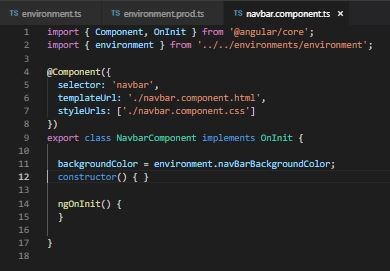 TS environment.ts TS environment.prod.ts TS navbar.component.ts ×
1 import { Component, OnInit } from '@angular/core';
2 import { environment } from '../../environments/environment';
3
4 @Component({
5 selector: 'navbar',
6 templateUrl: './navbar.component.html',
7 styleUrls: ['./navbar.component.css']
8 })
9 export class NavbarComponent implements OnInit {
10
11 backgroundColor = environment.navBarBackgroundColor;
12 constructor() { }
13
14 ngOnInit() {
15 }
16
17 }
18